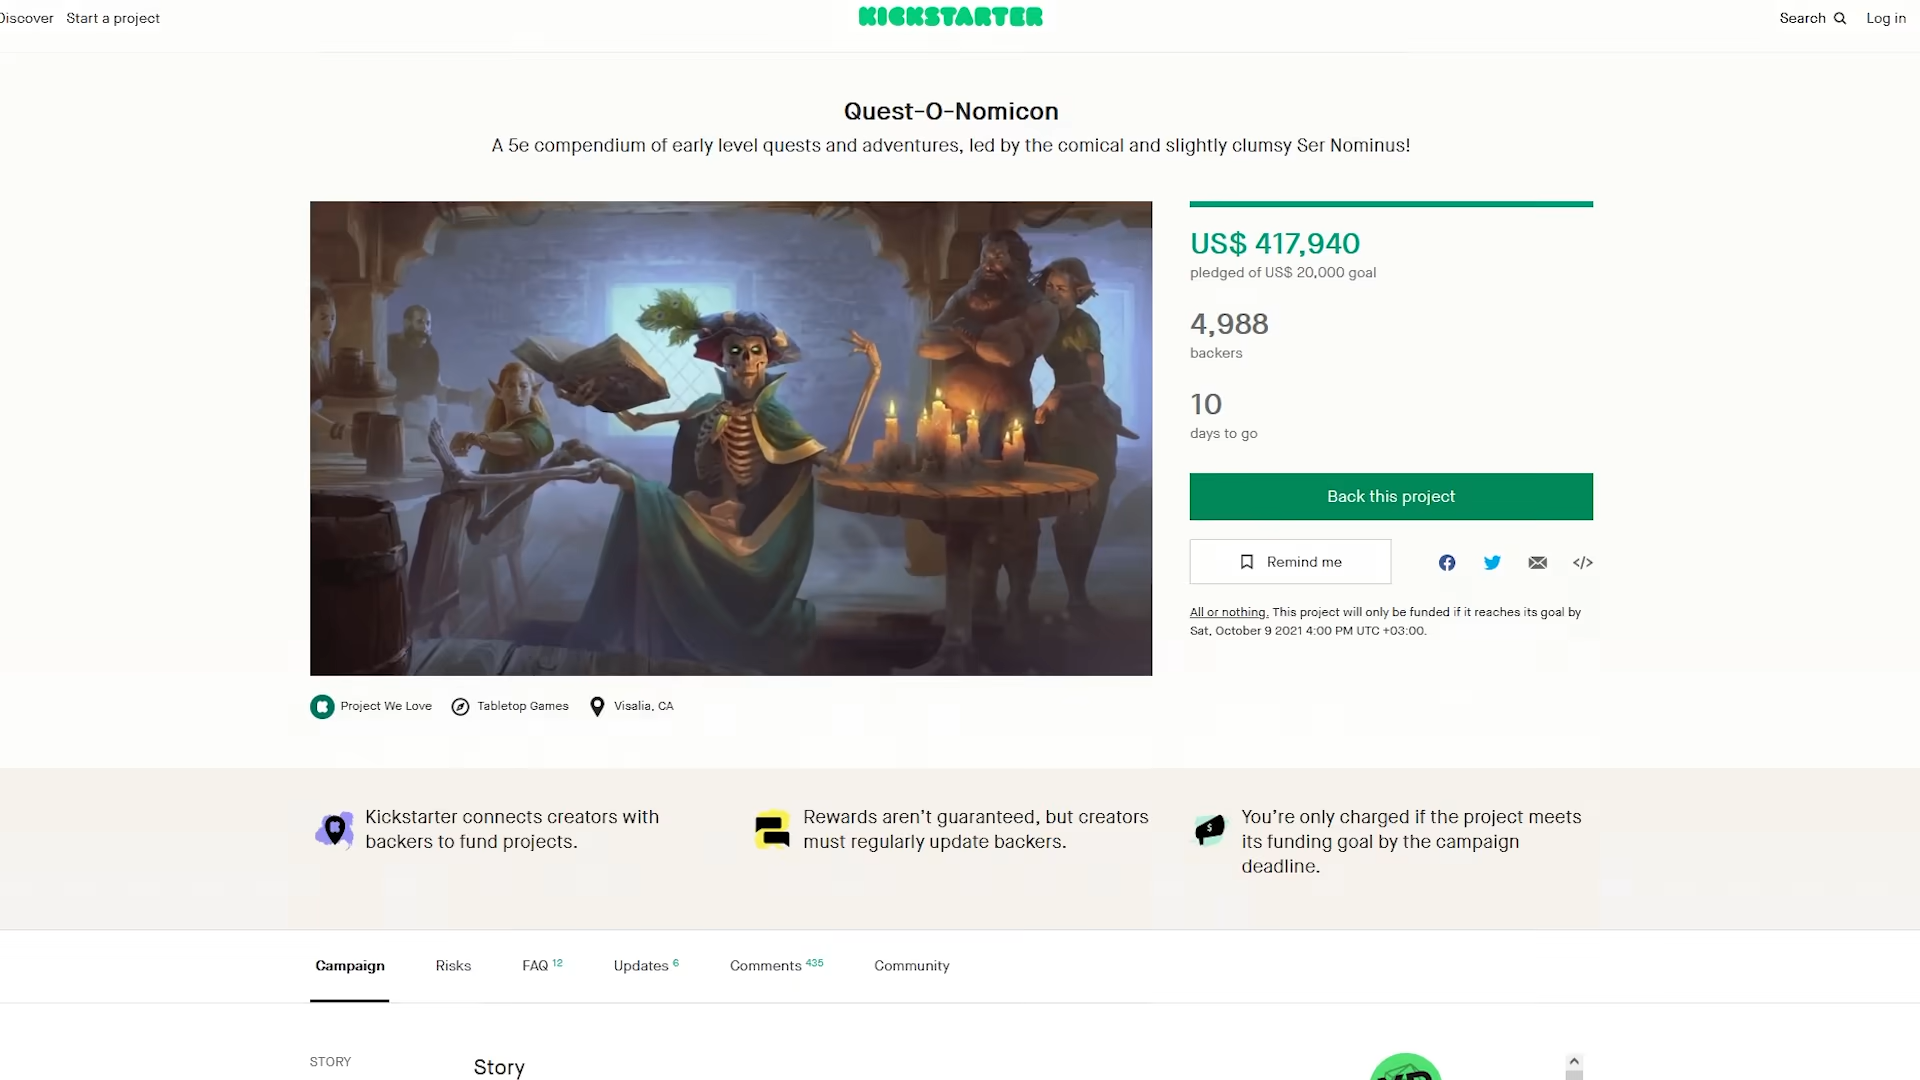 Discover Start a project
KICKSTARTER
Search
Log in
Quest-O-Nomicon
A 5e compendium of early level quests and adventures, led by the comical and slightly clumsy Ser Nominus!
US$ 417,940
pledged of US$ 20,000 goal
4,988
backers
10
days to go
Back this project
Remind me
</>
All or nothing. This project will only be funded if it reaches its goal by
Sat, October 9 2021 4:00 PM UTC +03:00.
Project We Love
Tabletop Games
Visalia, CA
Kickstarter connects creators with
backers to fund projects.
Rewards aren’t guaranteed, but creators
must regularly update backers.
You’re only charged if the project meets
its funding goal by the campaign
deadline.
Campaign
Risks
FAQ 12
Updates 6
Comments 435
Community
STORY
Story